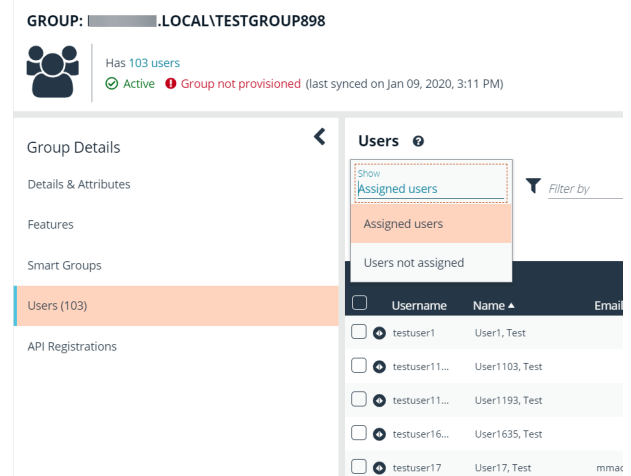 GROUP: .LOCAL\TESTGROUP898
Has 103 users
Active Group not provisioned (last synced on Jan 09, 2020, 3:11 PM)
Group Details
Details & Attributes
Features
Smart Groups
Users (103)
API Registrations
Users
Show
Assigned users
Filter by
Assigned users
Users not assigned
Username Name Email
testuser1 User1, Test
testuser11... User1103, Test
testuser11... User1193, Test
testuser16... User1635, Test
testuser17 User17, Test